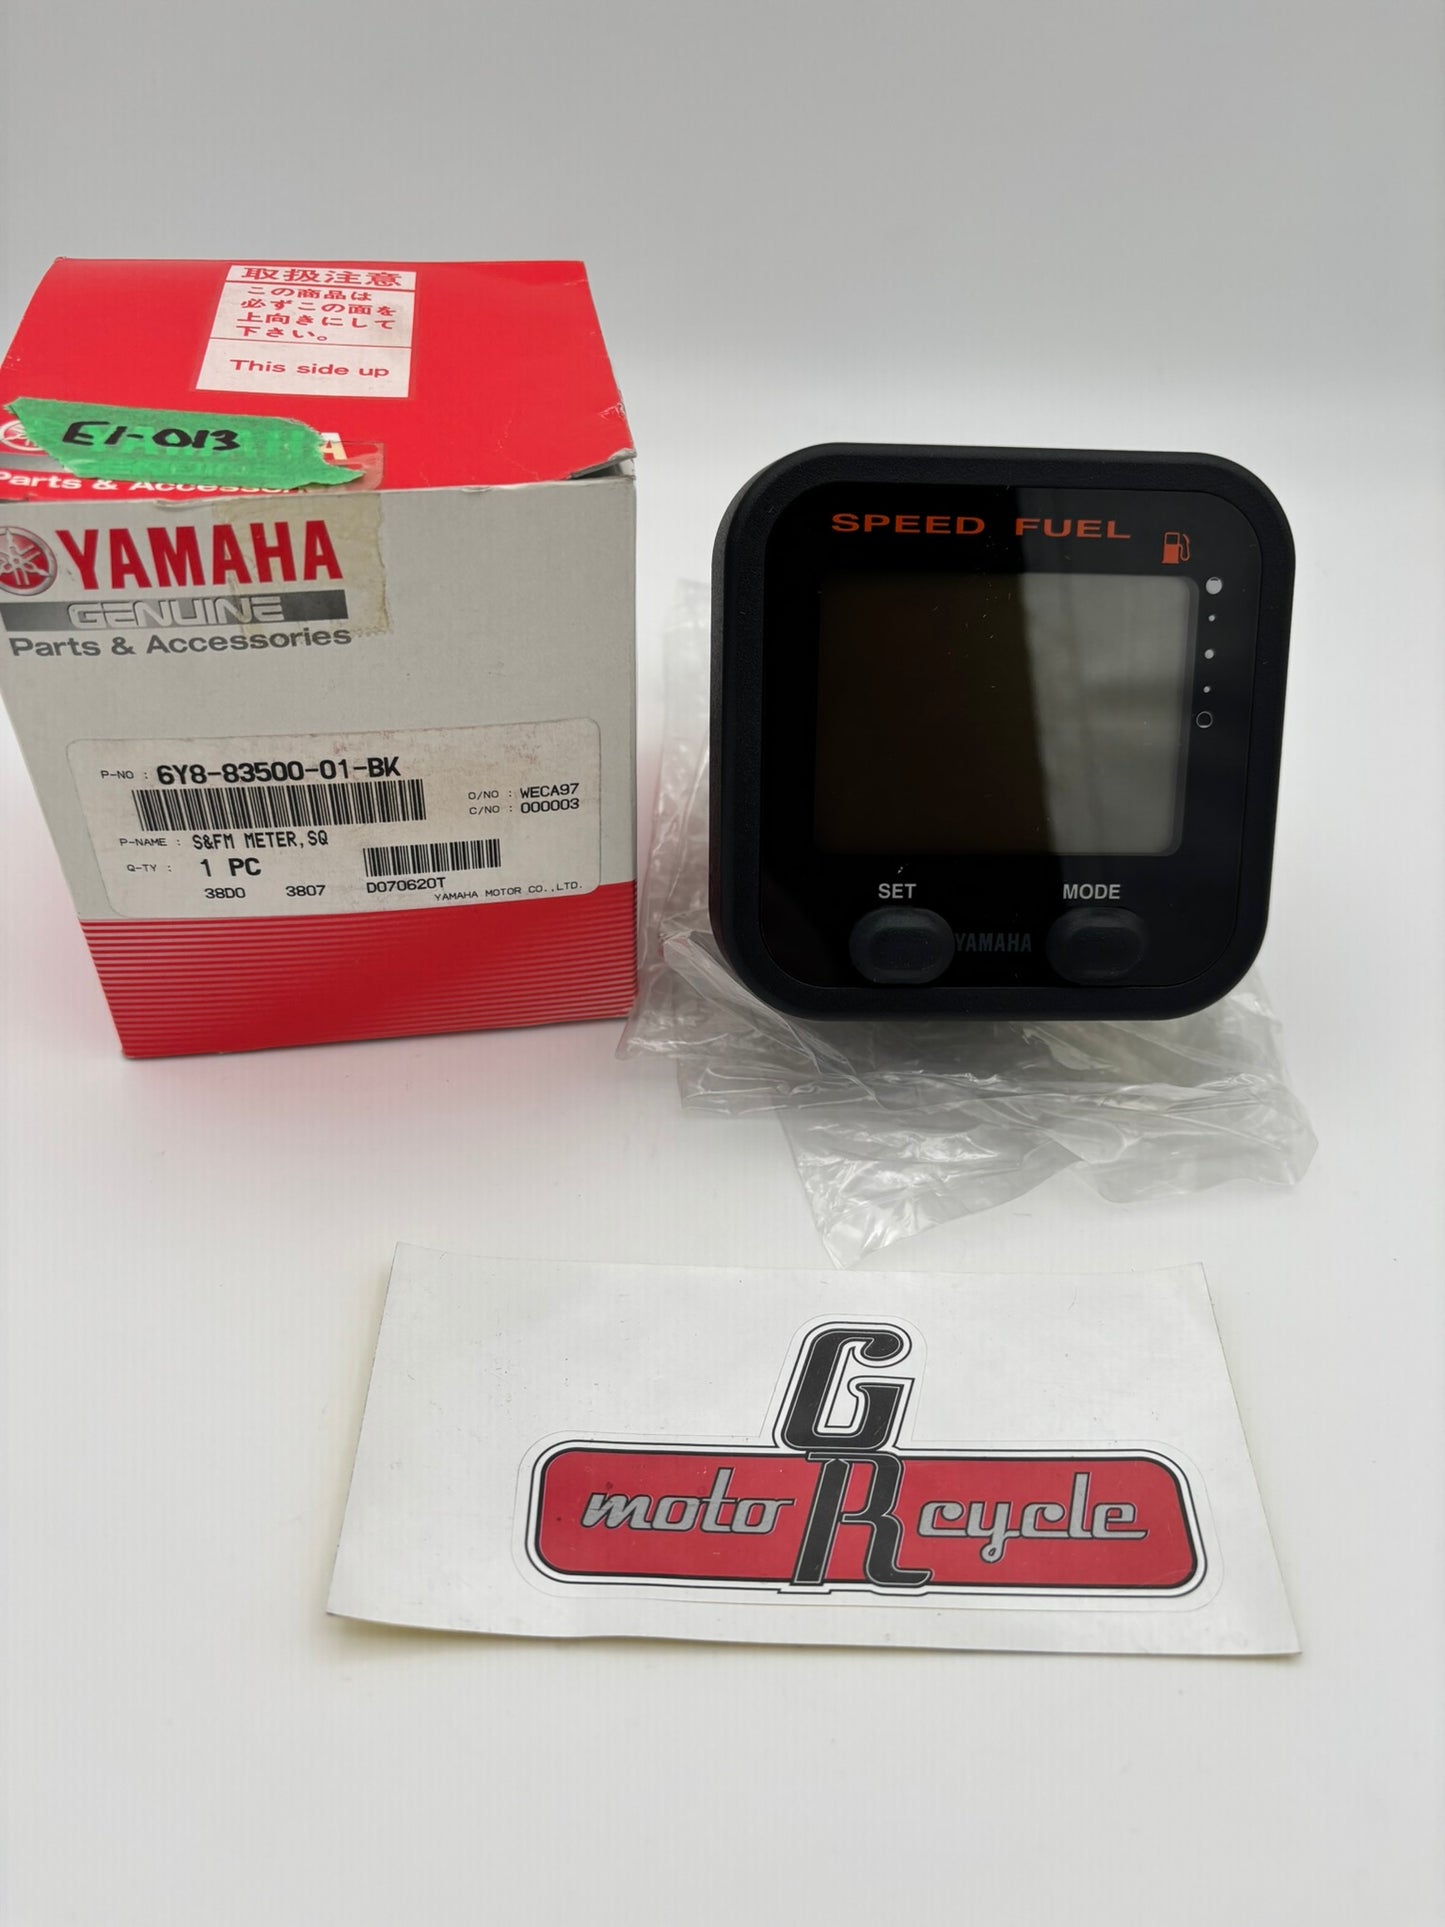 取扱注意
この商品は
必ずこの面を
上向きにして
下さい。
This side up
E1-013
Parts & Accessori
YAMAHA
GENUINE
Parts & Accessories
P-NO : 6Y8-83500-01-BK
O/NO : WECA97
C/NO : 000003
P-NAME : S&FM METER,SQ
Q-TY : 1 PC
38D0 3807 D070620T
YAMAHA MOTOR CO.,LTD.
SPEED FUEL
SET MODE
YAMAHA
GR
motorcycle